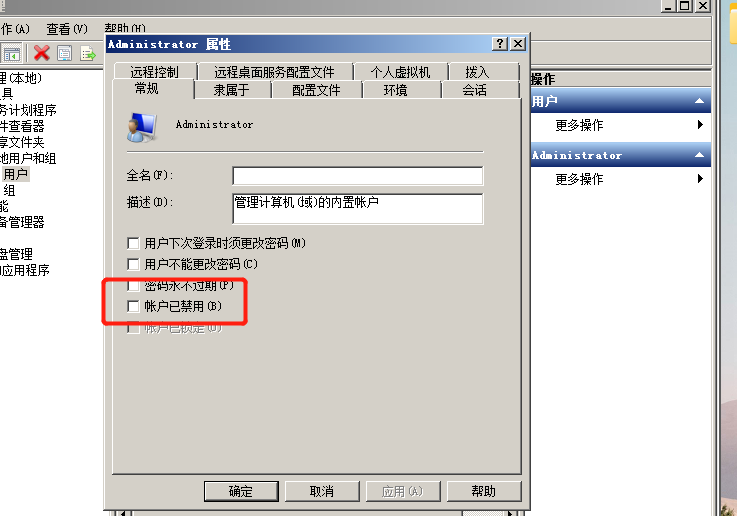 作(A) 查看(V) 帮助(H)
理(本地)
具
务计划程序
件查看器
享文件夹
地用户和组
用户
组
能
备管理器
盘管理
和应用程序
Administrator 属性
远程控制 远程桌面服务配置文件 个人虚拟机 拨入
常规 隶属于 配置文件 环境 会话
Administrator
全名(F):
描述(D): 管理计算机(域)的内置帐户
用户下次登录时须更改密码(M)
用户不能更改密码(C)
密码永不过期(P)
帐户已禁用(B)
帐户已锁定(O)
确定 取消 应用(A) 帮助
操作
用户
更多操作
Administrator
更多操作